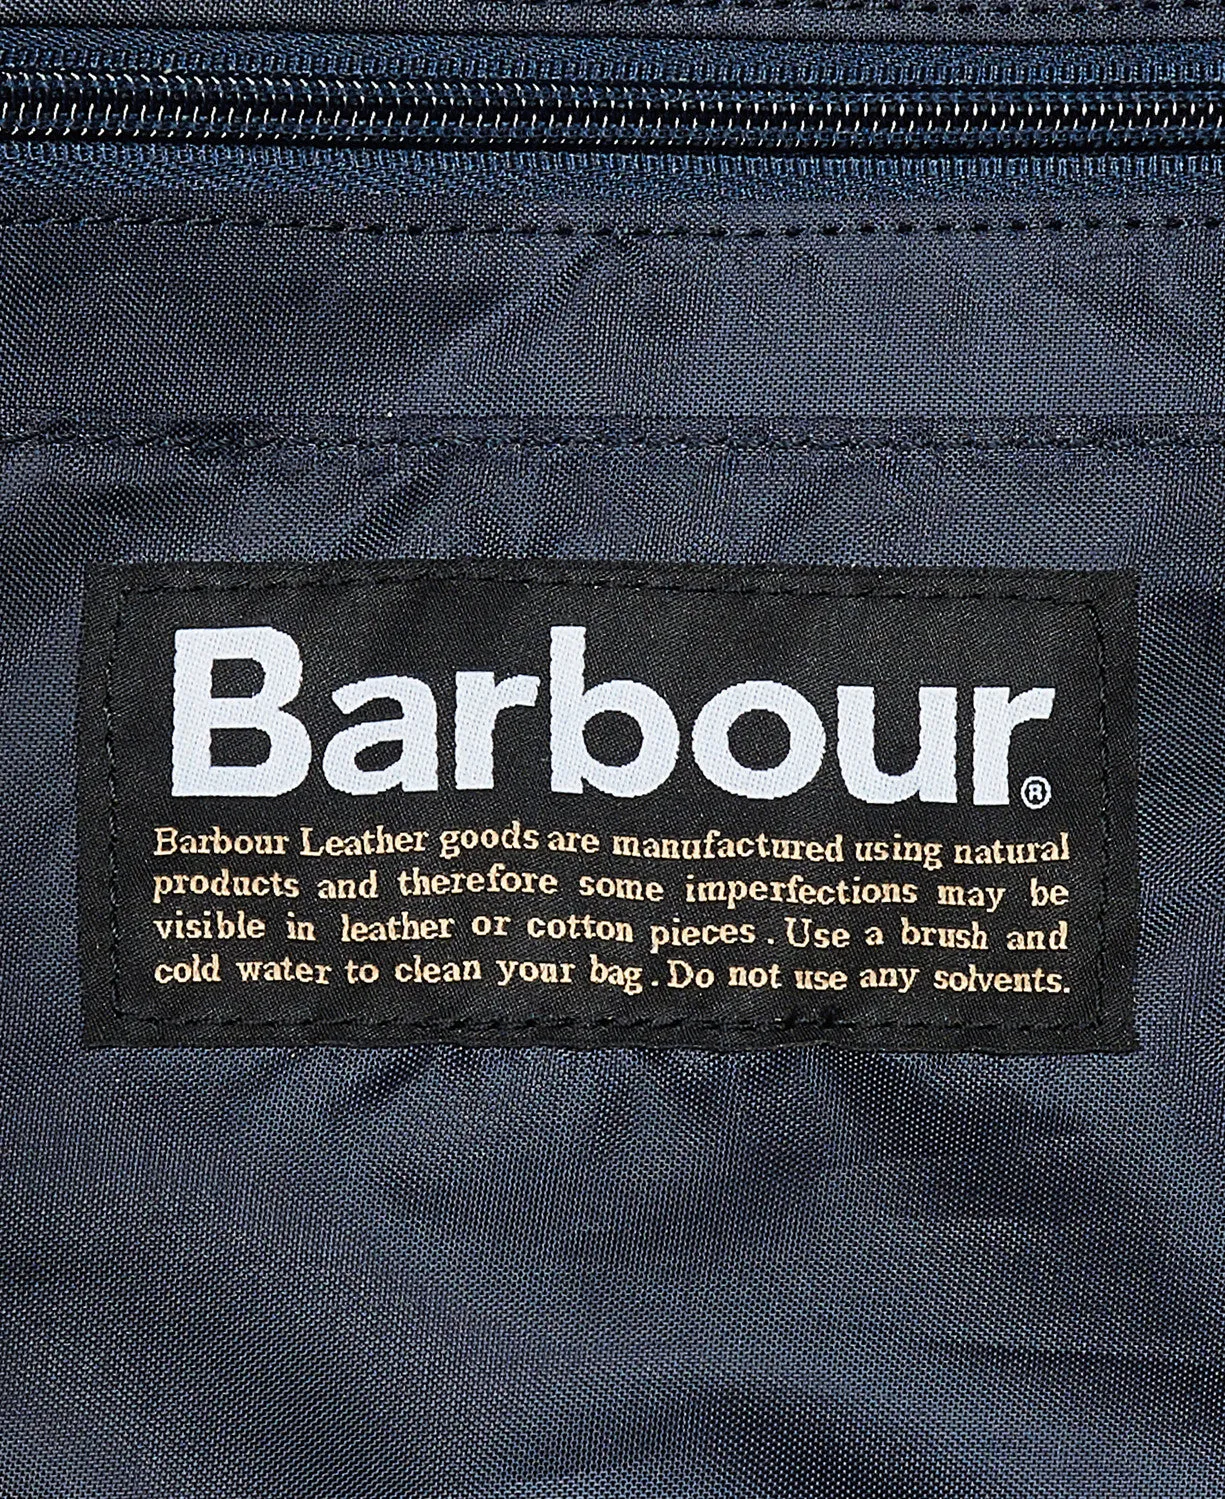 Barbour®
Barbour Leather goods are manufactured using natural
products and therefore some imperfections may be
visible in leather or cotton pieces . Use a brush and
cold water to clean your bag . Do not use any solvents.